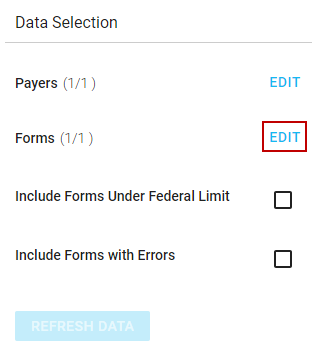 Data Selection
Payers (1/1 ) EDIT
Forms (1/1 ) EDIT
Include Forms Under Federal Limit
Include Forms with Errors
REFRESH DATA